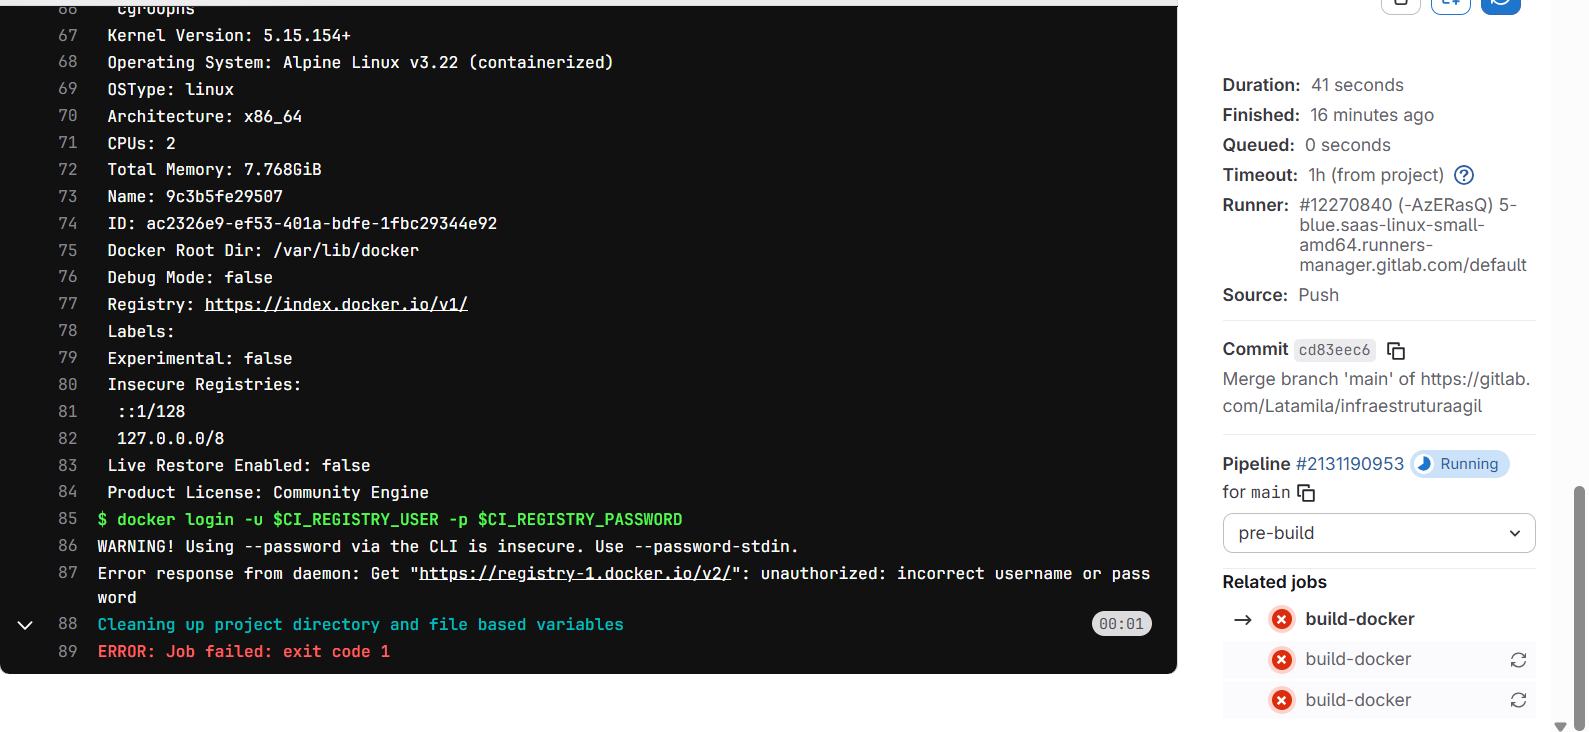 66 cgroupns
67 Kernel Version: 5.15.154+
68 Operating System: Alpine Linux v3.22 (containerized)
69 OSType: linux
70 Architecture: x86_64
71 CPUs: 2
72 Total Memory: 7.768GiB
73 Name: 9c3b5fe29507
74 ID: ac2326e9-ef53-401a-bdfe-1fbc29344e92
75 Docker Root Dir: /var/lib/docker
76 Debug Mode: false
77 Registry: https://index.docker.io/v1/
78 Labels:
79 Experimental: false
80 Insecure Registries:
81 ::1/128
82 127.0.0.0/8
83 Live Restore Enabled: false
84 Product License: Community Engine
85 $ docker login -u $CI_REGISTRY_USER -p $CI_REGISTRY_PASSWORD
86 WARNING! Using --password via the CLI is insecure. Use --password-stdin.
87 Error response from daemon: Get "https://registry-1.docker.io/v2/": unauthorized: incorrect username or pass
word
88 Cleaning up project directory and file based variables 00:01
89 ERROR: Job failed: exit code 1
Duration: 41 seconds
Finished: 16 minutes ago
Queued: 0 seconds
Timeout: 1h (from project) ?
Runner: #12270840 (-AzERasQ) 5-
blue.saas-linux-small-
amd64.runners-
manager.gitlab.com/default
Source: Push
Commit cd83eec6
Merge branch 'main' of https://gitlab.
com/Latamila/infraestruturaagil
Pipeline #2131190953 Running
for main
pre-build
Related jobs
build-docker
build-docker
build-docker